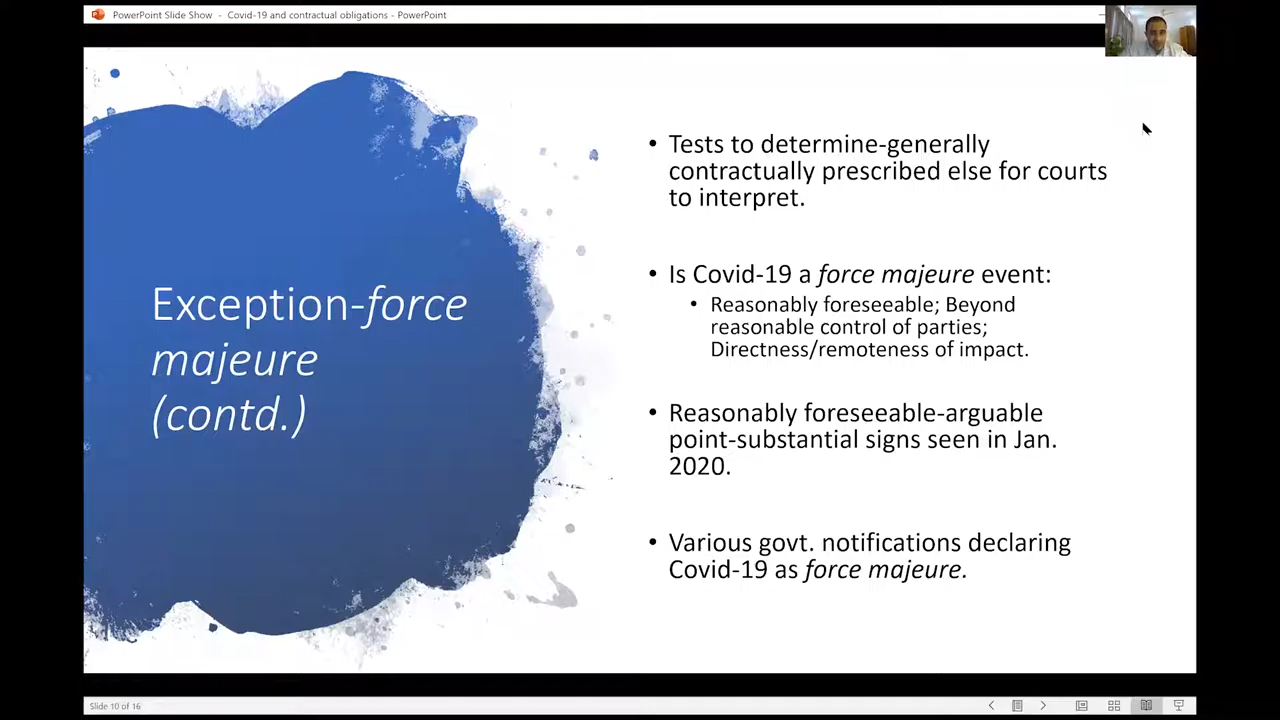 PowerPoint Slide Show - Covid-19 and contractual obligations - PowerPoint
Exception-force
majeure
(contd.)
• Tests to determine-generally
contractually prescribed else for courts
to interpret.
• Is Covid-19 a force majeure event:
• Reasonably foreseeable; Beyond
reasonable control of parties;
Directness/remoteness of impact.
• Reasonably foreseeable-arguable
point-substantial signs seen in Jan.
2020.
• Various govt. notifications declaring
Covid-19 as force majeure.
Slide 10 of 16